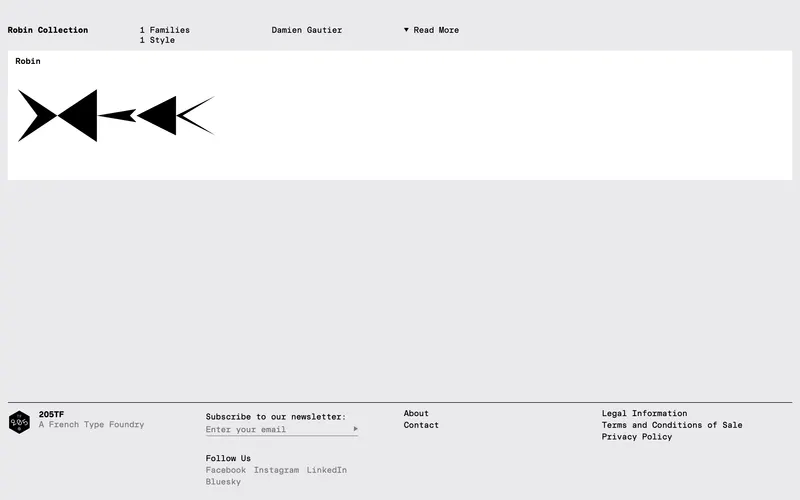 Robin Collection
1 Families
1 Style
Damien Gautier
▼ Read More
Robin
205TF
A French Type Foundry
Subscribe to our newsletter:
Enter your email
Follow Us
Facebook Instagram LinkedIn
Bluesky
About
Contact
Legal Information
Terms and Conditions of Sale
Privacy Policy